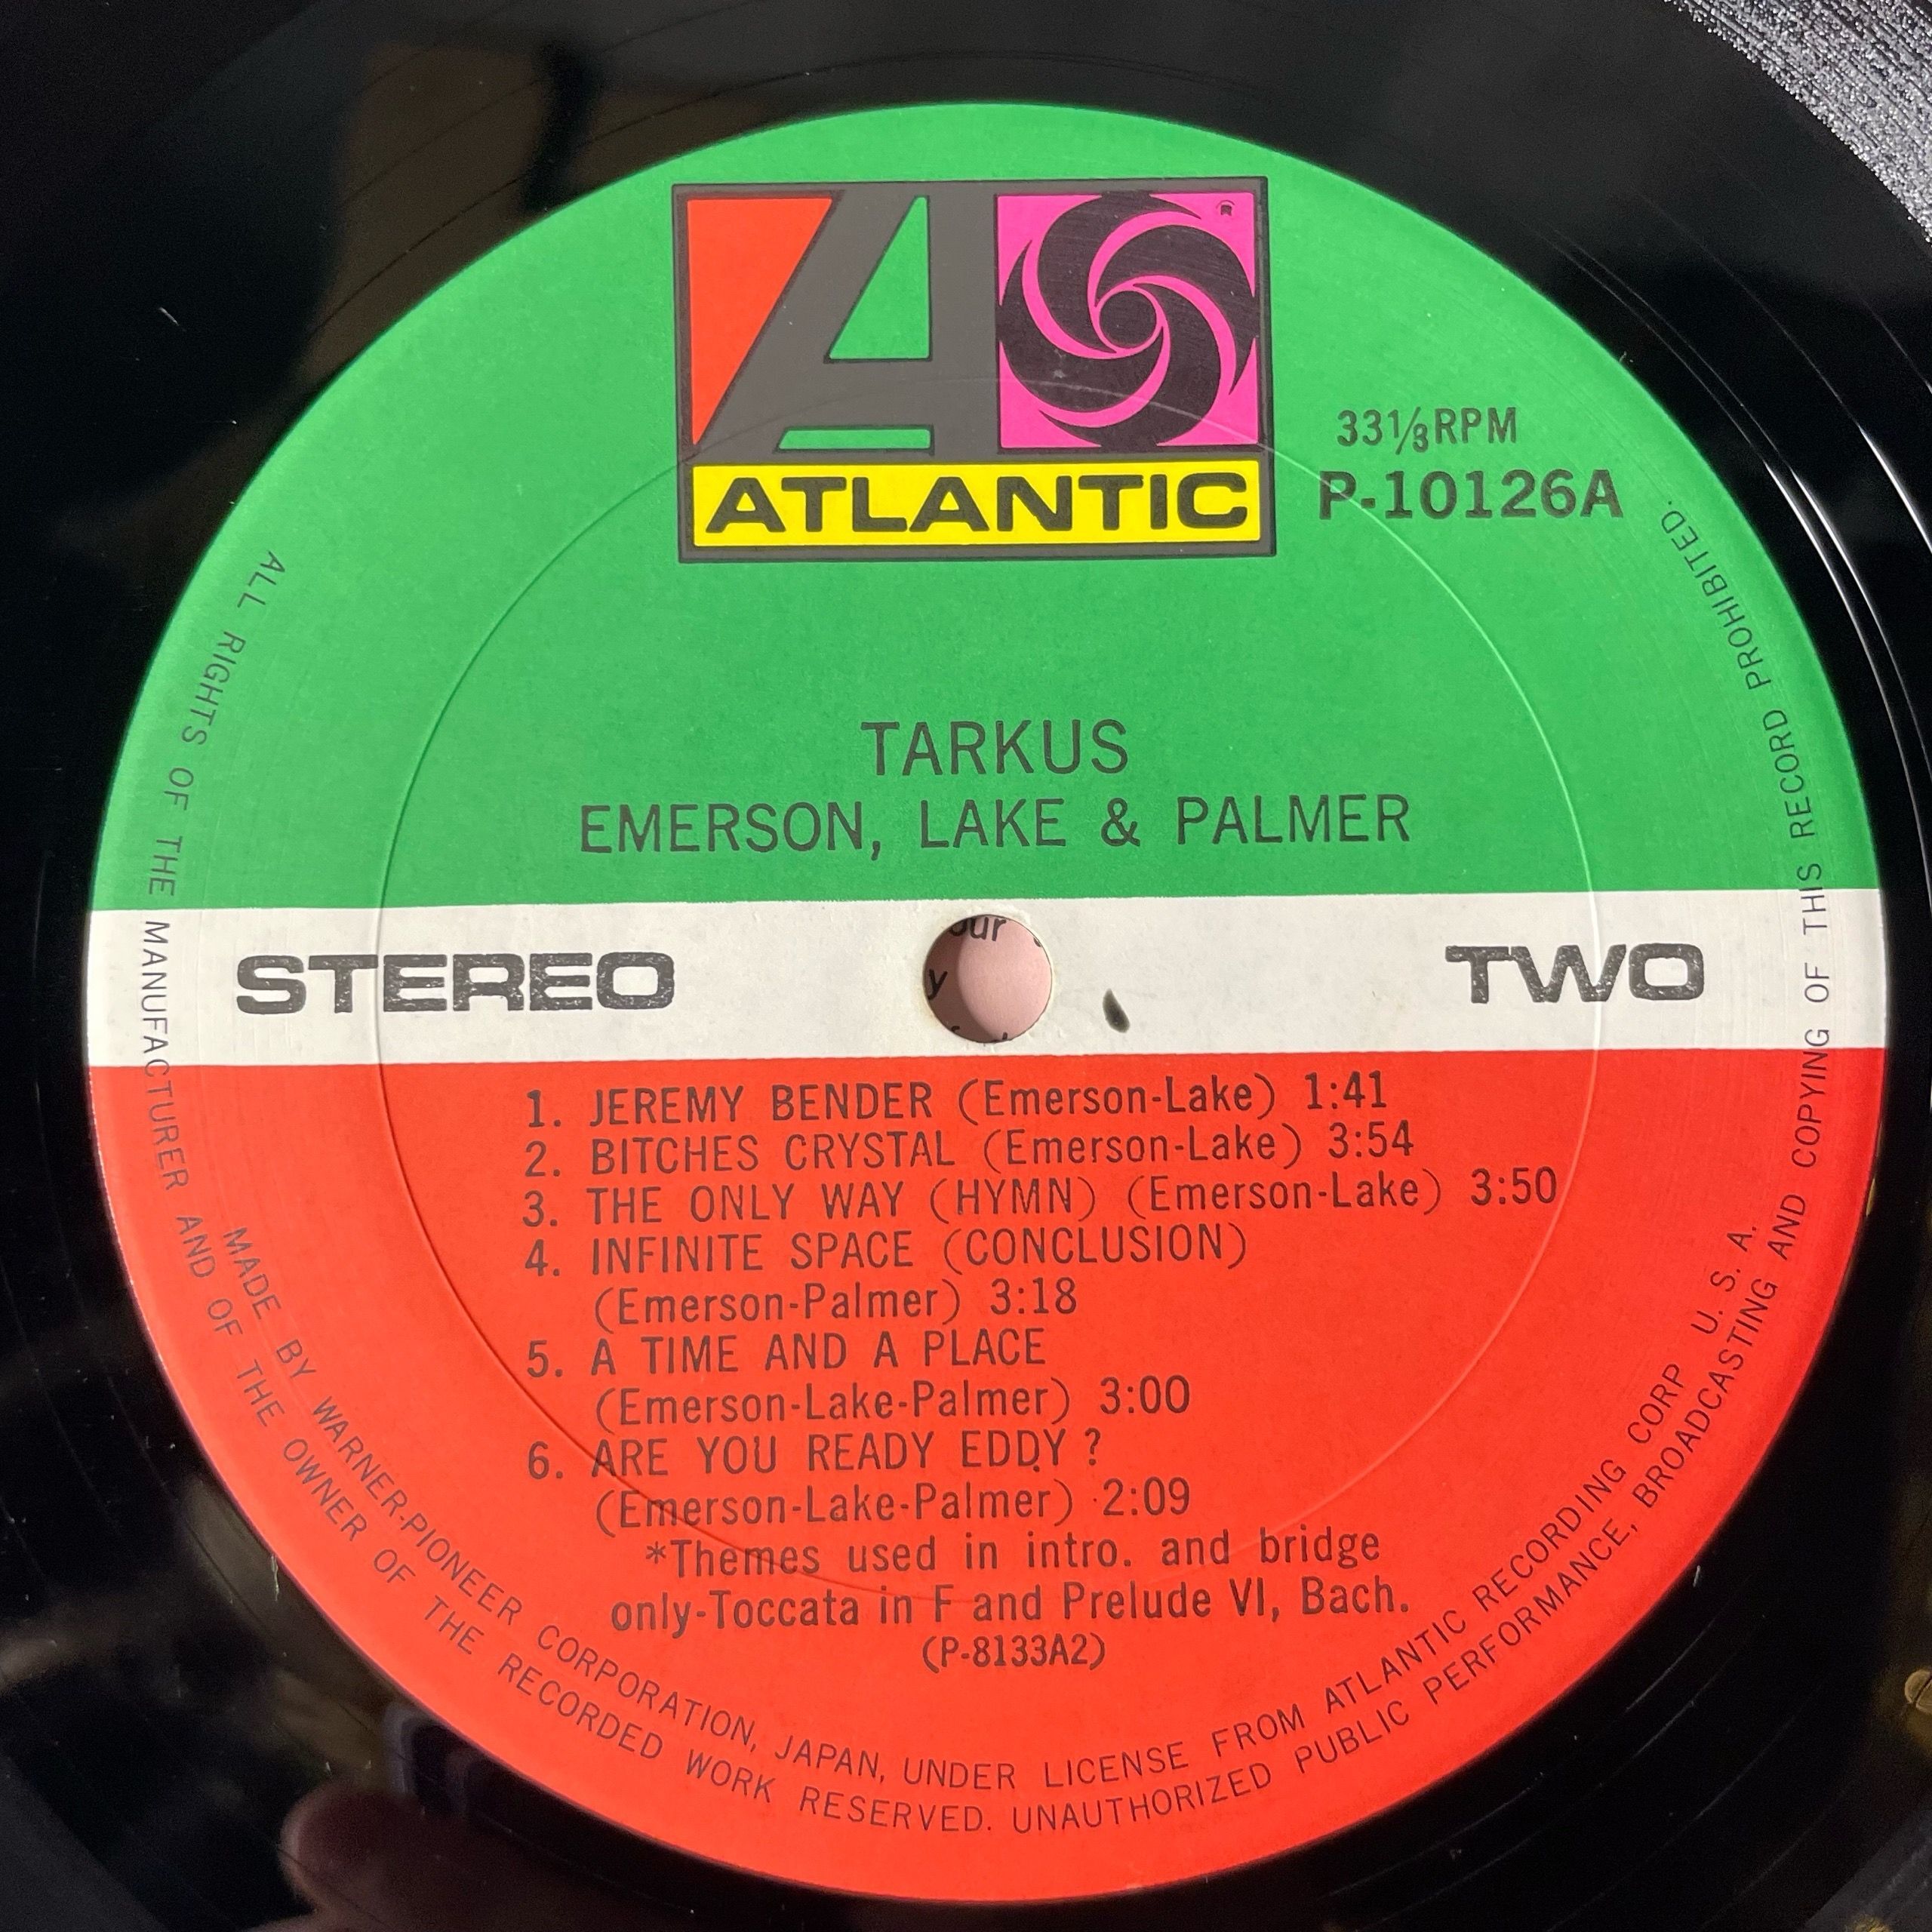 ATLANTIC
33⅓RPM
P-10126A
TARKUS
EMERSON, LAKE & PALMER
STEREO
TWO
1. JEREMY BENDER (Emerson-Lake) 1:41
2. BITCHES CRYSTAL (Emerson-Lake) 3:54
3. THE ONLY WAY (HYMN) (Emerson-Lake) 3:50
4. INFINITE SPACE (CONCLUSION)
(Emerson-Palmer) 3:18
5. A TIME AND A PLACE
(Emerson-Lake-Palmer) 3:00
6. ARE YOU READY EDDY?
(Emerson-Lake-Palmer) 2:09
*Themes used in intro. and bridge
only-Toccata in F and Prelude VI, Bach.
(P-8133A2)
MADE BY WARNER-PIONEER CORPORATION, JAPAN, UNDER LICENSE FROM ATLANTIC RECORDING CORP U. S. A.
ALL RIGHTS OF THE MANUFACTURER AND OF THE OWNER OF THE RECORDED WORK RESERVED. UNAUTHORIZED PUBLIC PERFORMANCE, BROADCASTING AND COPYING OF THIS RECORD PROHIBITED.